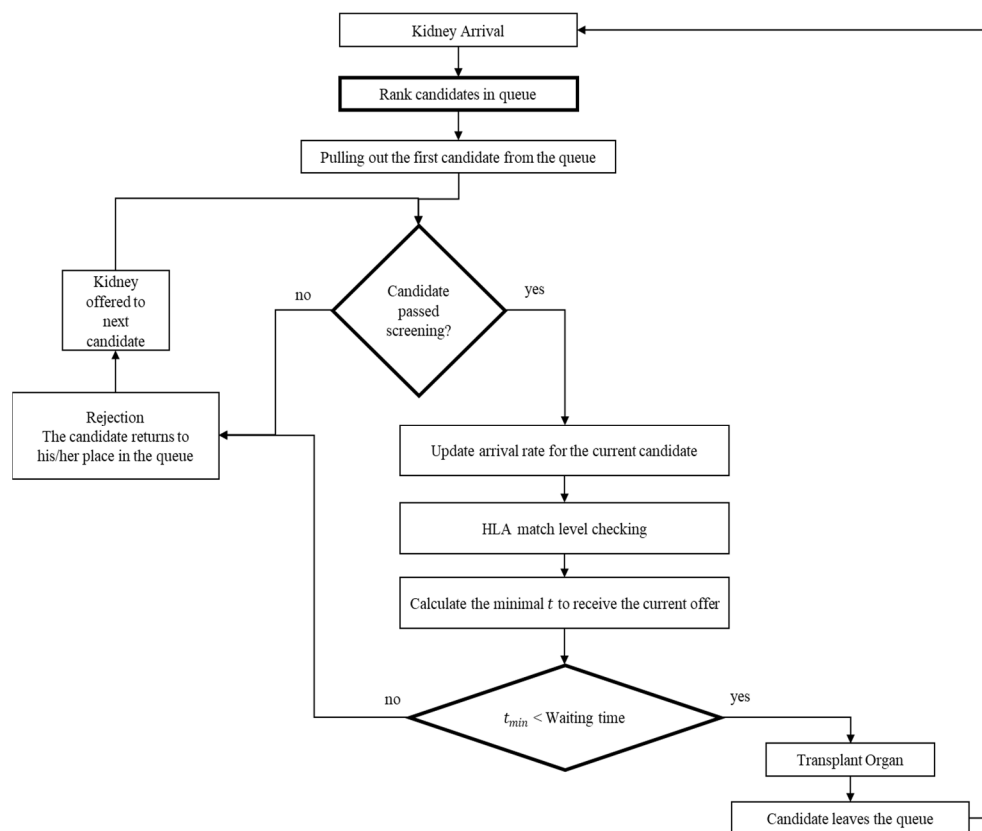 Kidney Arrival
Rank candidates in queue
Pulling out the first candidate from the queue
Kidney
offered to
next
candidate
no
Candidate
passed
screening?
yes
Rejection
The candidate returns to
his/her place in the queue
Update arrival rate for the current candidate
HLA match level checking
Calculate the minimal t to receive the current offer
no
t_min < Waiting time
yes
Transplant Organ
Candidate leaves the queue